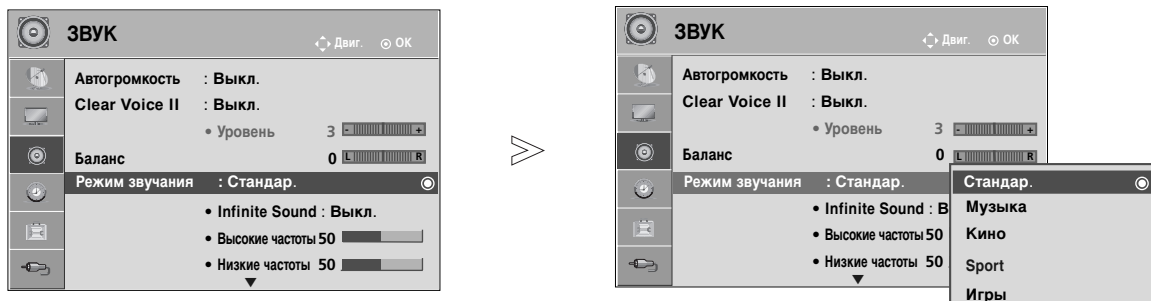 ЗВУК
Двиг. OK
Автогромкость : Выкл.
Clear Voice II : Выкл.
• Уровень 3 - +
Баланс 0 L R
Режим звучания : Стандар.
• Infinite Sound : Выкл.
• Высокие частоты 50
• Низкие частоты 50
ЗВУК
Двиг. OK
Автогромкость : Выкл.
Clear Voice II : Выкл.
• Уровень 3 - +
Баланс 0 L R
Режим звучания : Стандар.
• Infinite Sound : В
• Высокие частоты 50
• Низкие частоты 50
Стандар.
Музыка
Кино
Sport
Игры